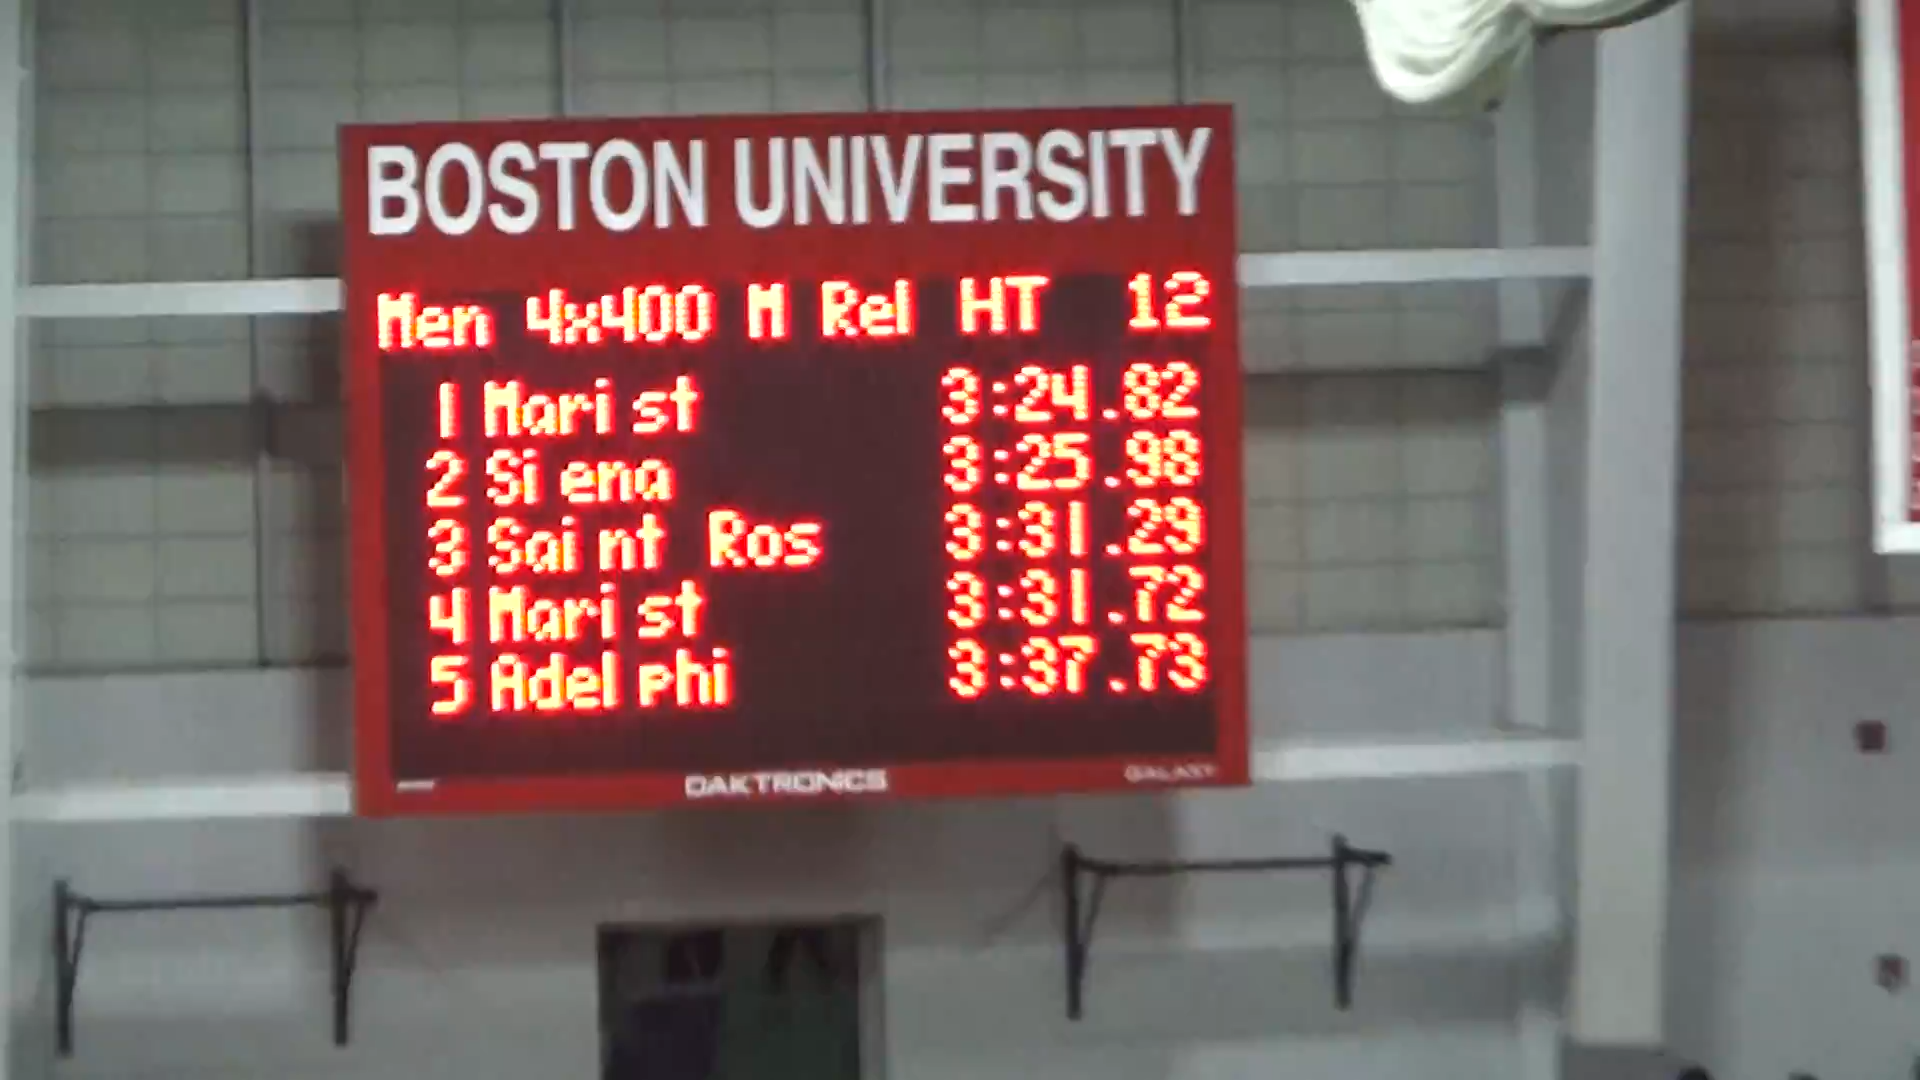 BOSTON UNIVERSITY
Men 4x400 M Rel HT 12
1 Marist 3:24.82
2 Siena 3:25.98
3 Saint Ros 3:31.29
4 Marist 3:31.72
5 Adelphi 3:37.73
DAKTRONICS GALAXY